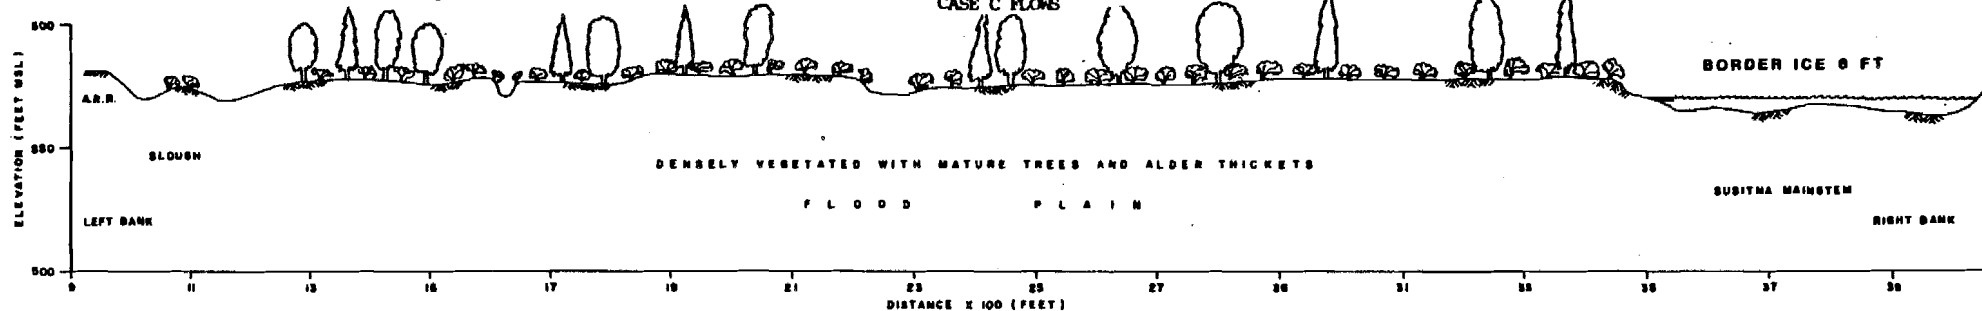 CASE C FLOWS
600
550
500
ELEVATION (FEET MSL)
BORDER ICE 6 FT
A.R.R.
SLOUGH
DENSELY VEGETATED WITH MATURE TREES AND ALDER THICKETS
FLOOD PLAIN
SUSITNA MAINSTEM
LEFT BANK
RIGHT BANK
9 11 13 15 17 19 21 23 25 27 29 31 33 35 37 39
DISTANCE X 100 (FEET)